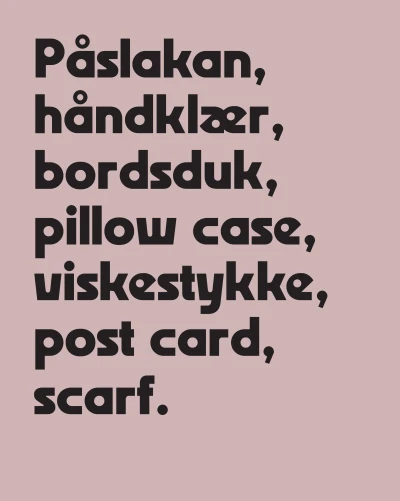 Påslakan,
håndklær,
bordsduk,
pillow case,
viskestykke,
post card,
scarf.